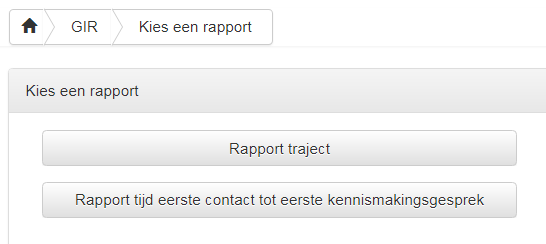 GIR Kies een rapport
Kies een rapport
Rapport traject
Rapport tijd eerste contact tot eerste kennismakingsgesprek